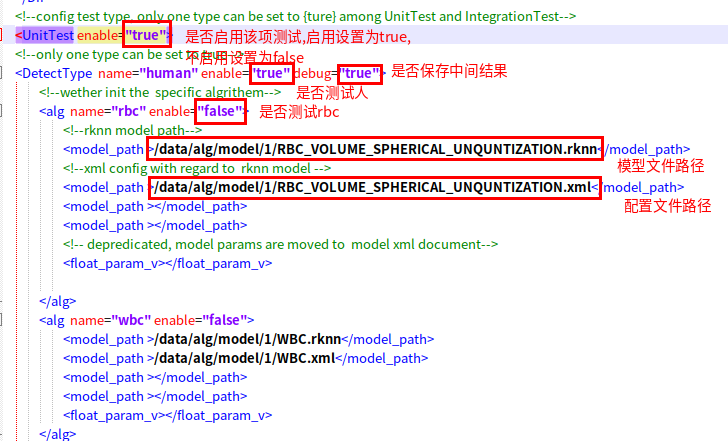 <!--config test type, only one type can be set to {ture} among UnitTest and IntegrationTest-->
<UnitTest enable="true"> 是否启用该项测试,启用设置为true,
不启用设置为false
<!--only one type can be set
<DetectType name="human" enable="true" debug="true"> 是否保存中间结果
<!--wether init the specific algrithem--> 是否测试人
<alg name="rbc" enable="false"> 是否测试rbc
<!--rknn model path-->
<model_path >/data/alg/model/1/RBC_VOLUME_SPHERICAL_UNQUNTIZATION.rknn</model_path>
模型文件路径
<!--xml config with regard to rknn model -->
<model_path >/data/alg/model/1/RBC_VOLUME_SPHERICAL_UNQUNTIZATION.xml</model_path>
配置文件路径
<model_path ></model_path>
<model_path ></model_path>
<!-- depredicated, model params are moved to model xml document-->
<float_param_v></float_param_v>
</alg>
<alg name="wbc" enable="false">
<model_path >/data/alg/model/1/WBC.rknn</model_path>
<model_path >/data/alg/model/1/WBC.xml</model_path>
<model_path ></model_path>
<model_path ></model_path>
<float_param_v></float_param_v>
</alg>